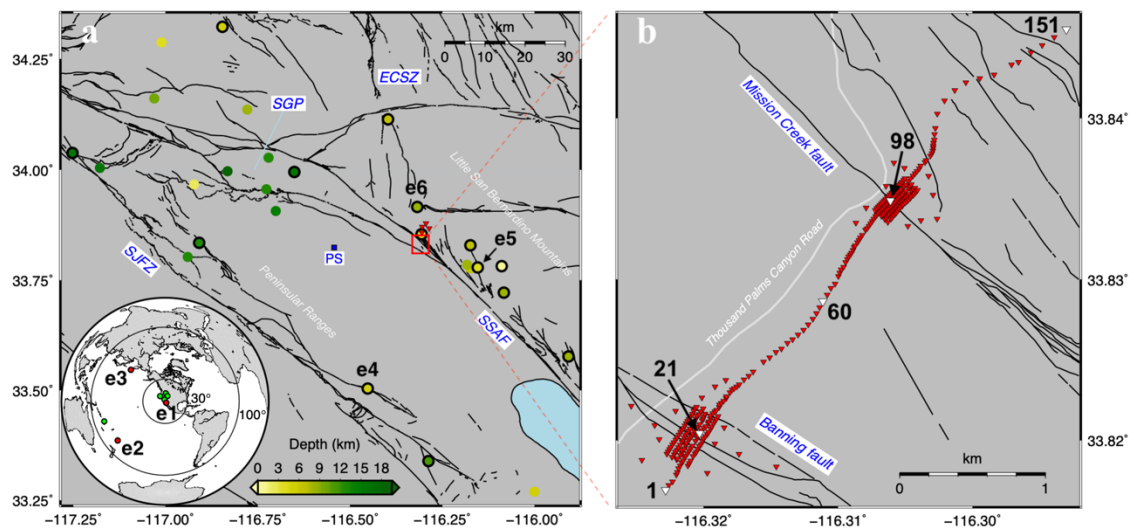 a
km
0 10 20 30
ECSZ
SGP
Little San Bernardino Mountains
e6
e5
PS
SJFZ
Peninsular Ranges
SSAF
e4
e3
30°
100°
e1
e2
Depth (km)
0 3 6 9 12 15 18
34.25°
34.00°
33.75°
33.50°
33.25°
−117.25° −117.00° −116.75° −116.50° −116.25° −116.00°
b
151
Mission Creek fault
98
Thousand Palms Canyon Road
60
21
Banning fault
1
km
0 1
33.84°
33.83°
33.82°
−116.32° −116.31° −116.30°